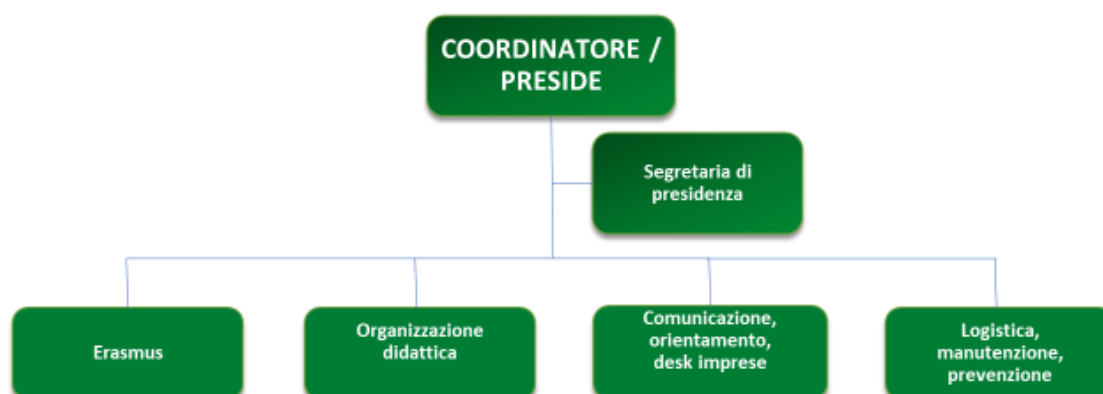 COORDINATORE /
PRESIDE
Segretaria di
presidenza
Erasmus
Organizzazione
didattica
Comunicazione,
orientamento,
desk imprese
Logistica,
manutenzione,
prevenzione